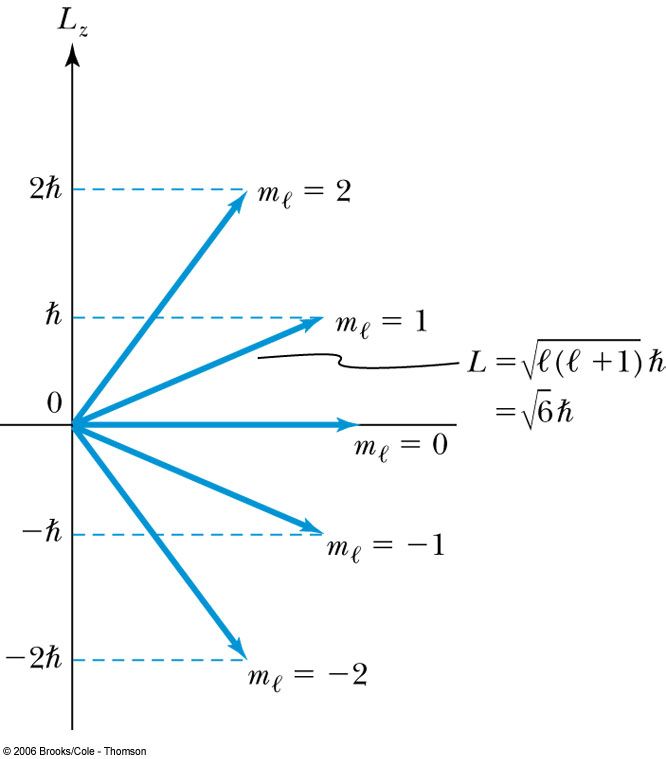 L_z
2ħ
m_ℓ = 2
ħ
m_ℓ = 1
L = √ℓ(ℓ + 1) ħ
0
= √6 ħ
m_ℓ = 0
−ħ
m_ℓ = −1
−2ħ
m_ℓ = −2
© 2006 Brooks/Cole - Thomson